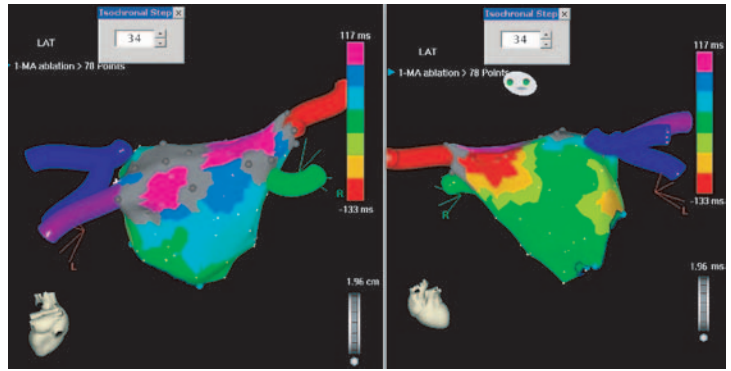 Isochronal Step
34
LAT
1-MA ablation > 78 Points
117 ms
-133 ms
R
L
1.96 cm
Isochronal Step
34
LAT
1-MA ablation > 78 Points
117 ms
-133 ms
R
L
1.96 ms